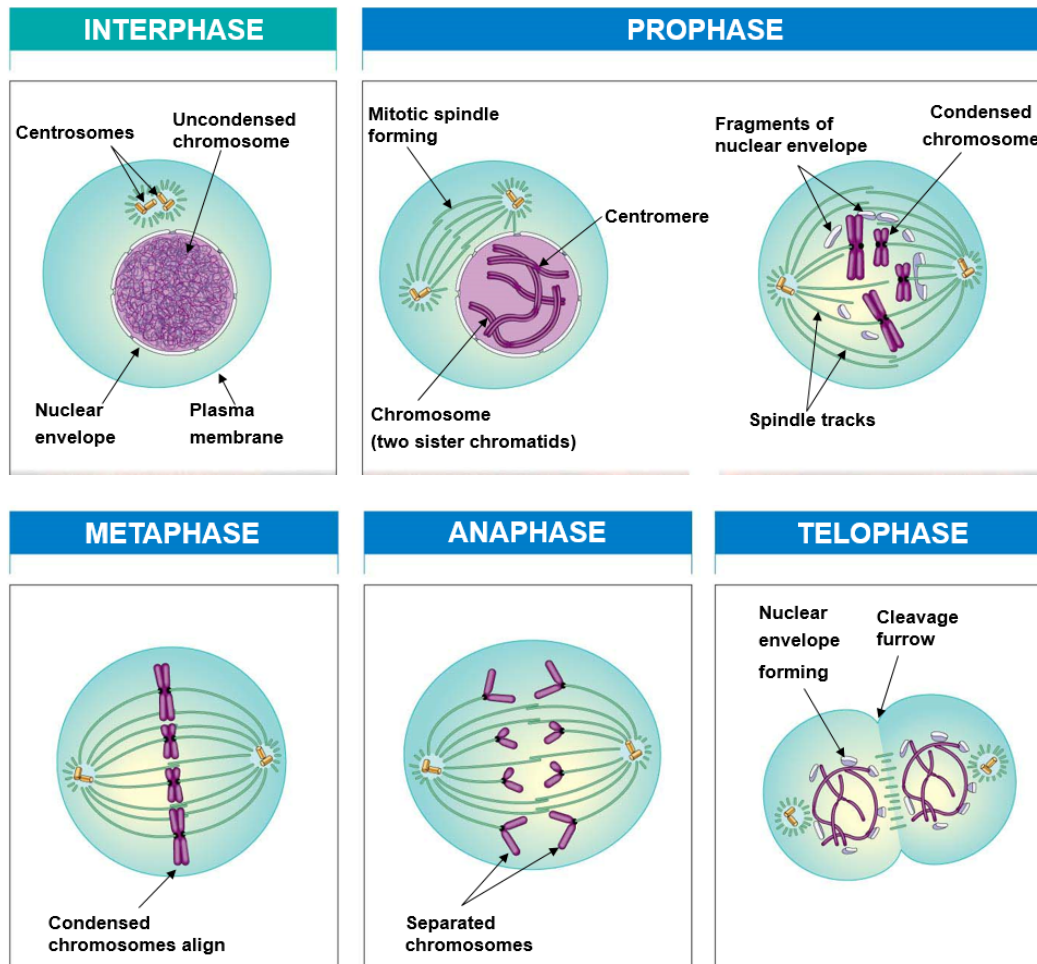 INTERPHASE
PROPHASE
Centrosomes
Uncondensed
chromosome
Mitotic spindle
forming
Centromere
Fragments of
nuclear envelope
Condensed
chromosome
Nuclear
envelope
Plasma
membrane
Chromosome
(two sister chromatids)
Spindle tracks
METAPHASE
ANAPHASE
TELOPHASE
Condensed
chromosomes align
Separated
chromosomes
Nuclear
envelope
forming
Cleavage
furrow